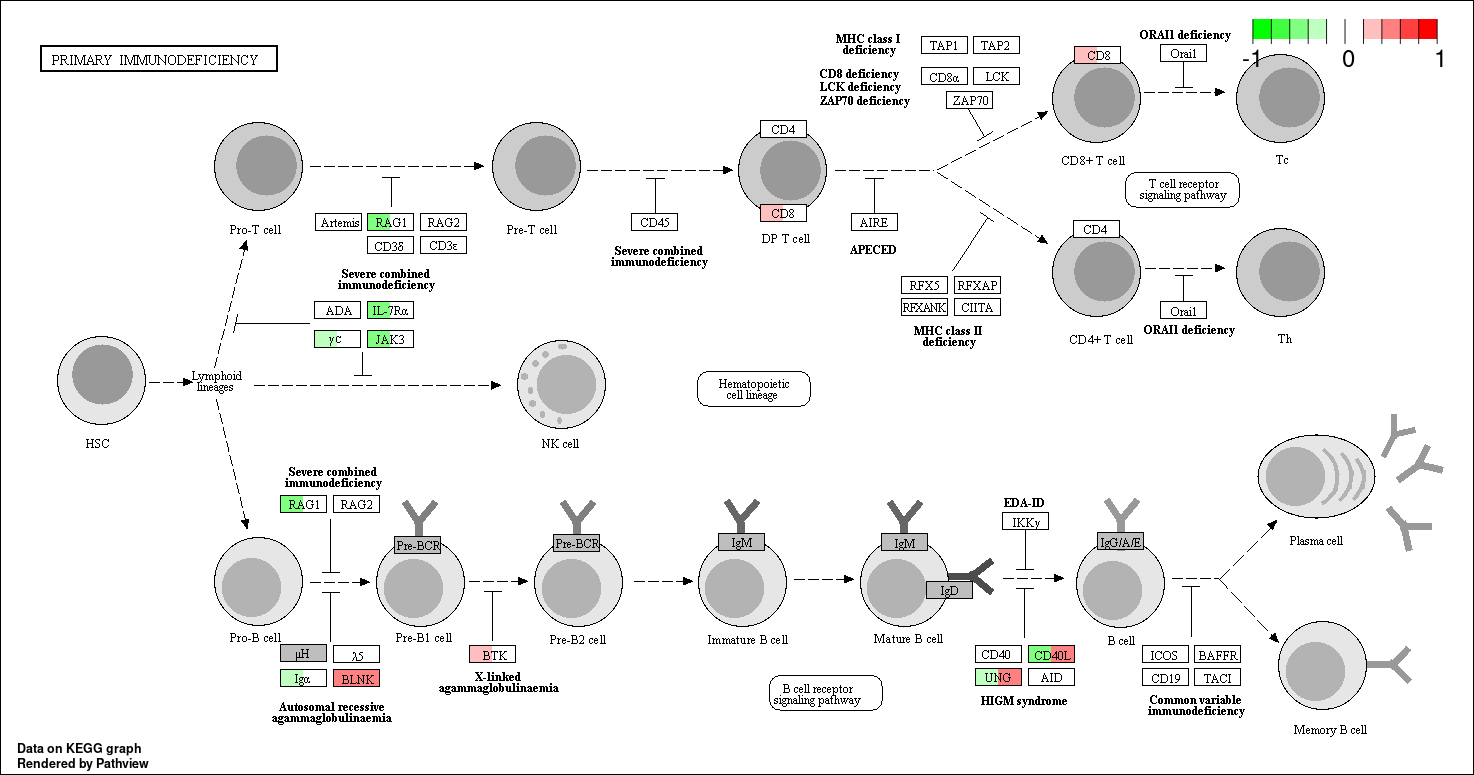 PRIMARY IMMUNODEFICIENCY
-1
0
1
MHC class I
deficiency
TAP1
TAP2
CD8 deficiency
LCK deficiency
ZAP70 deficiency
CD8α
LCK
ZAP70
CD8
CD8+ T cell
ORAI1 deficiency
Orai1
Tc
T cell receptor
signaling pathway
Pro-T cell
Artemis
RAG1
RAG2
CD3δ
CD3ε
Severe combined
immunodeficiency
Pre-T cell
CD45
Severe combined
immunodeficiency
CD4
CD8
DP T cell
AIRE
APECED
RFX5
RFXAP
RFXANK
CIITA
MHC class II
deficiency
CD4
CD4+ T cell
Orai1
ORAI1 deficiency
Th
ADA
IL-7Rα
γc
JAK3
HSC
Lymphoid
lineages
NK cell
Hematopoietic
cell lineage
Severe combined
immunodeficiency
RAG1
RAG2
Pro-B cell
μH
λ5
Igα
BLNK
Autosomal recessive
agammaglobulinaemia
Pre-BCR
Pre-B1 cell
BTK
X-linked
agammaglobulinaemia
Pre-BCR
Pre-B2 cell
IgM
Immature B cell
IgM
IgD
Mature B cell
B cell receptor
signaling pathway
EDA-ID
IKKγ
CD40
CD40L
UNG
AID
HIGM syndrome
IgG/A/E
B cell
ICOS
BAFFR
CD19
TACI
Common variable
immunodeficiency
Plasma cell
Memory B cell
Data on KEGG graph
Rendered by Pathview